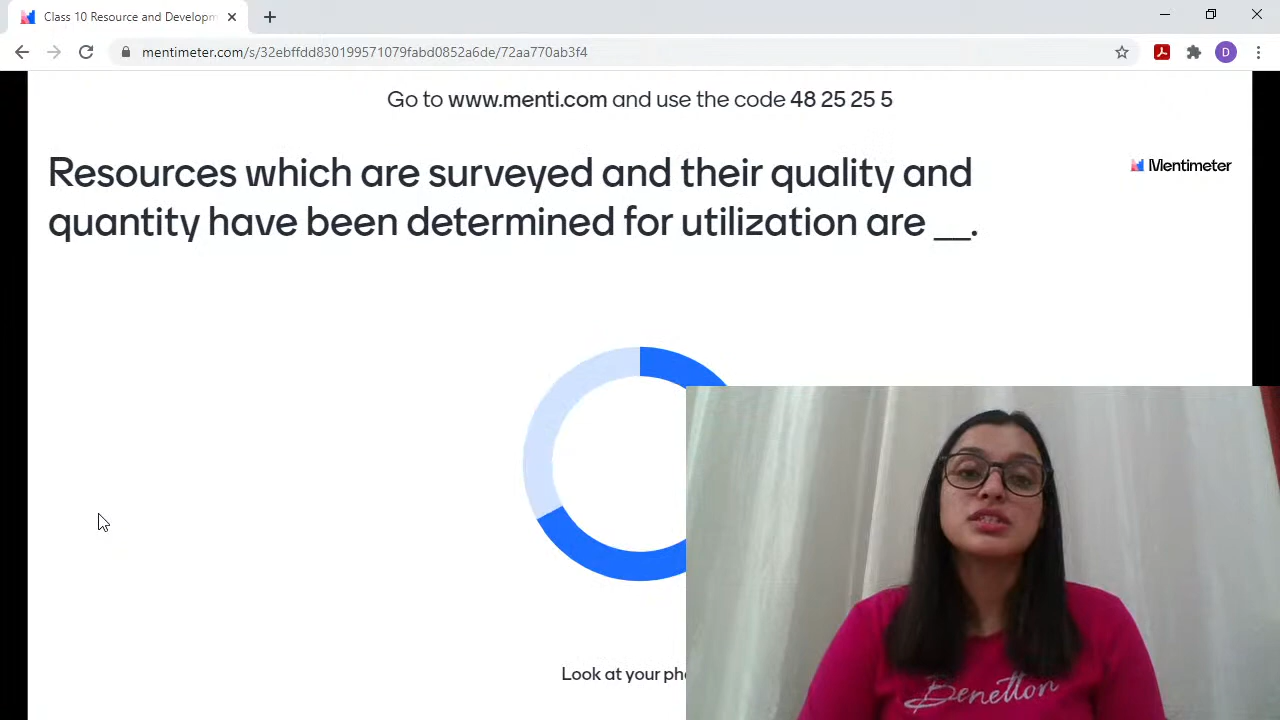 Class 10 Resource and Developm
mentimeter.com/s/32ebffdd830199571079fabd0852a6de/72aa770ab3f4
D
Go to www.menti.com and use the code 48 25 25 5
Resources which are surveyed and their quality and
quantity have been determined for utilization are __.
Mentimeter
Look at your
Benetton